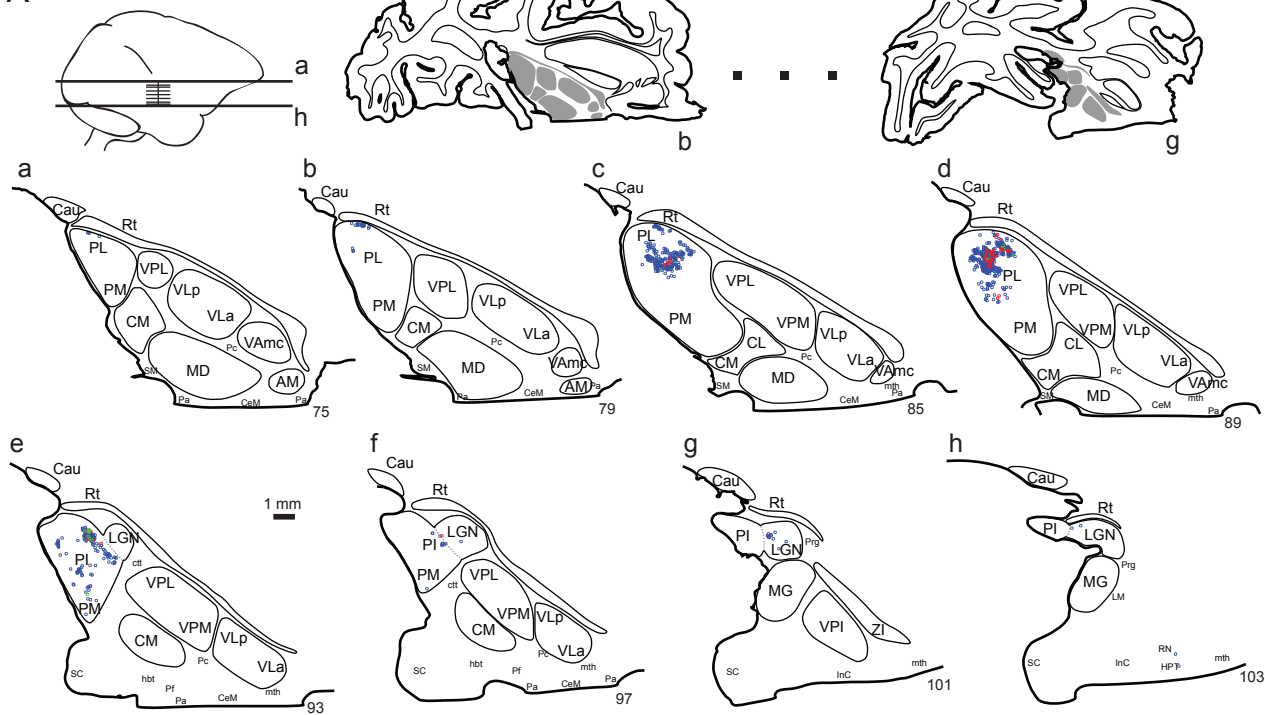 a
h
b
g
a
Cau
Rt
PL
VPL
PM
VLp
VLa
CM
VAmc
Pc
SM
MD
AM
Pa
CeM
Pa
75
b
Cau
Rt
PL
VPL
PM
VLp
VLa
CM
Pc
VAmc
SM
MD
AM
Pa
Pa
CeM
79
c
Cau
Rt
PL
VPL
PM
VPM
VLp
CL
VLa
CM
Pc
VAmc
SM
MD
mth
Pa
CeM
85
d
Cau
Rt
PL
VPL
PM
VPM
VLp
CL
VLa
CM
Pc
VAmc
SM
MD
mth
CeM
Pa
89
e
Cau
Rt
1 mm
LGN
PI
ctt
VPL
PM
VPM
VLp
CM
Pc
VLa
SC
hbt
Pf
mth
Pa
CeM
93
f
Cau
Rt
LGN
PI
PM
VPL
ctt
VPM
VLp
CM
Pc
VLa
SC
hbt
Pf
mth
Pa
CeM
Pa
97
g
Cau
Rt
PI
LGN
Prg
MG
VPI
ZI
SC
InC
mth
101
h
Cau
Rt
PI
LGN
Prg
MG
LM
RN
SC
InC
mth
103